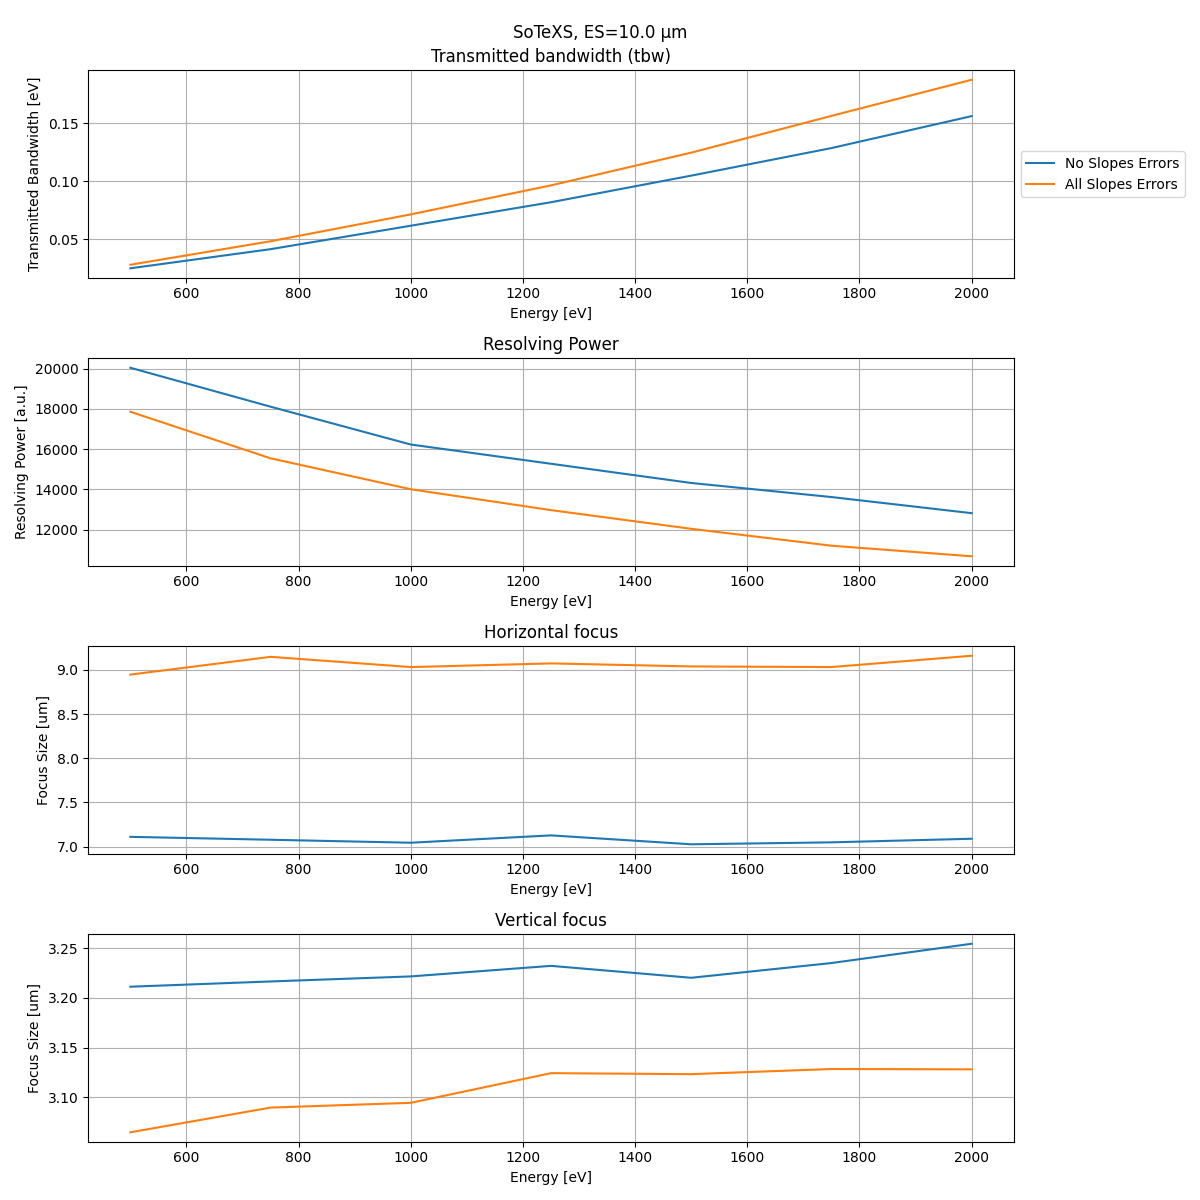 SoTeXS, ES=10.0 μm
Transmitted bandwidth (tbw)
Transmitted Bandwidth [eV]
0.15
0.10
0.05
600 800 1000 1200 1400 1600 1800 2000
Energy [eV]
No Slopes Errors
All Slopes Errors
Resolving Power
Resolving Power [a.u.]
20000
18000
16000
14000
12000
600 800 1000 1200 1400 1600 1800 2000
Energy [eV]
Horizontal focus
Focus Size [um]
9.0
8.5
8.0
7.5
7.0
600 800 1000 1200 1400 1600 1800 2000
Energy [eV]
Vertical focus
Focus Size [um]
3.25
3.20
3.15
3.10
600 800 1000 1200 1400 1600 1800 2000
Energy [eV]